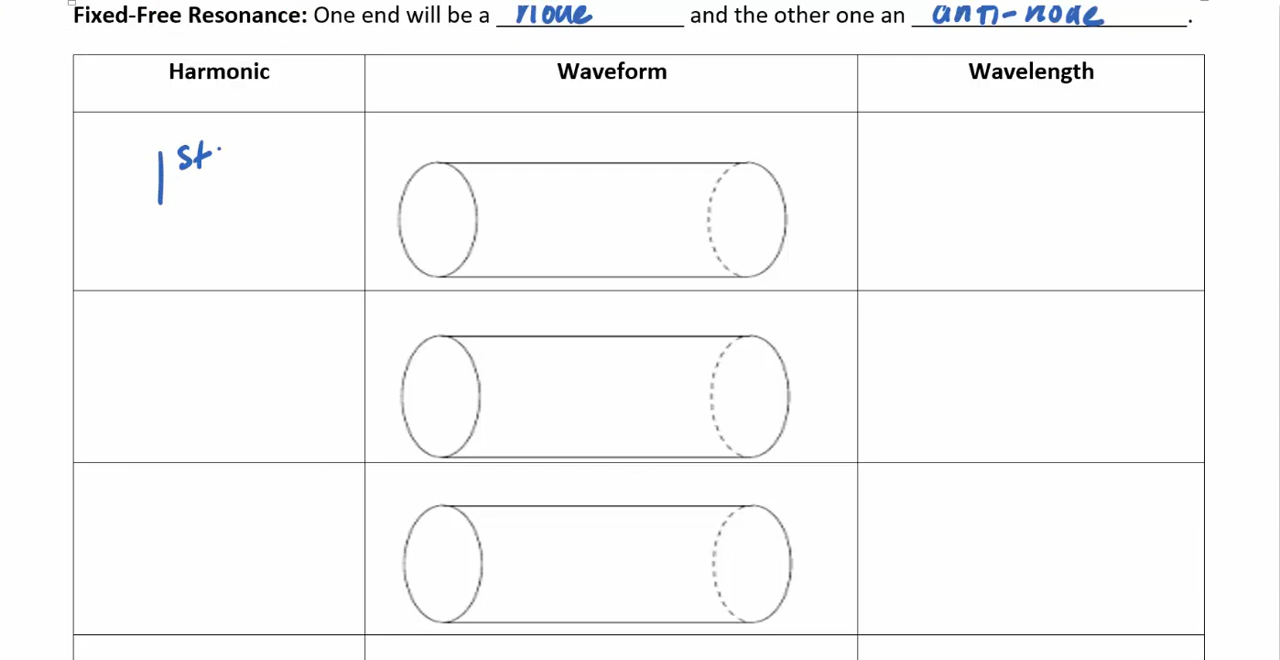 Fixed-Free Resonance: One end will be a node and the other one an anti-node.
Harmonic Waveform Wavelength
1st.